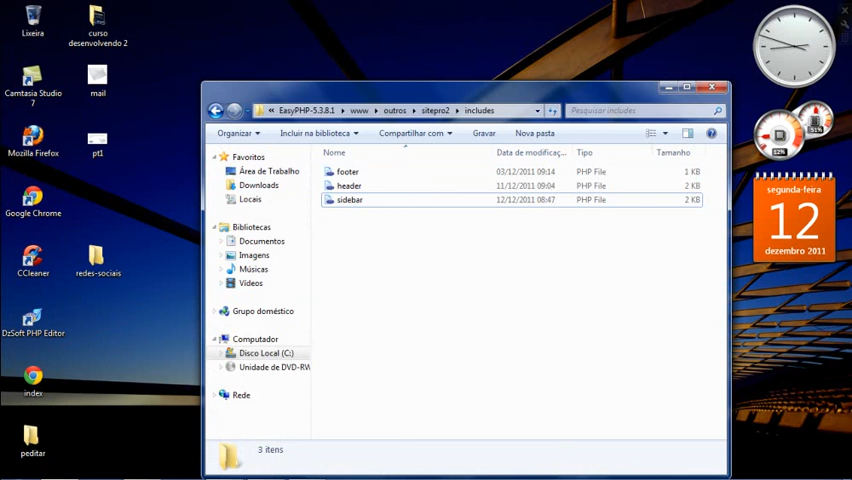 Lixeira
curso
desenvolvendo 2
Camtasia Studio
7
mail
Mozilla Firefox
pt1
Google Chrome
CCleaner
redes-sociais
DzSoft PHP Editor
index
peditar
« EasyPHP-5.3.8.1 www outros sitepro2 includes
Pesquisar includes
Organizar Incluir na biblioteca Compartilhar com Gravar Nova pasta
Favoritos
Área de Trabalho
Downloads
Locais
Bibliotecas
Documentos
Imagens
Músicas
Vídeos
Grupo doméstico
Computador
Disco Local (C:)
Unidade de DVD-RW
Rede
Nome Data de modificaç... Tipo Tamanho
footer 03/12/2011 09:14 PHP File 1 KB
header 11/12/2011 09:04 PHP File 2 KB
sidebar 12/12/2011 08:47 PHP File 2 KB
3 itens
12%
51%
segunda-feira
12
dezembro 2011